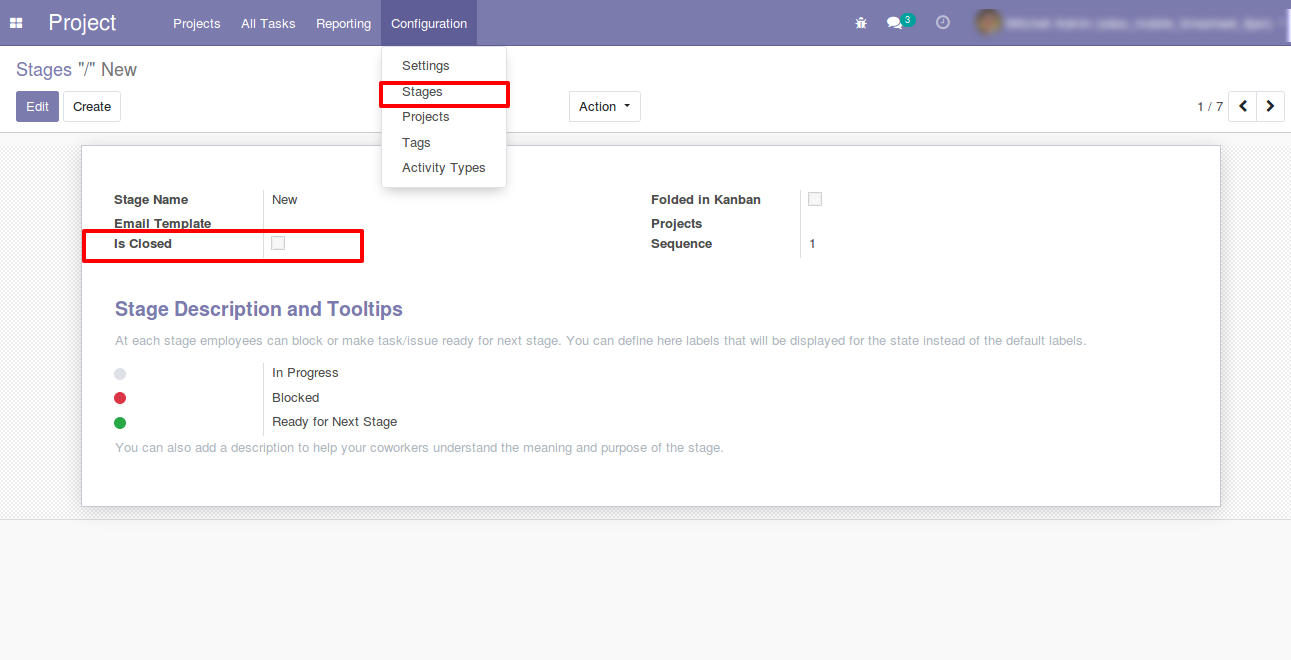 Project Projects All Tasks Reporting Configuration 3
Stages "/" New
Settings
Stages
Projects
Tags
Activity Types
Edit Create Action 1 / 7
Stage Name New Folded in Kanban
Email Template Projects
Is Closed Sequence 1
Stage Description and Tooltips
At each stage employees can block or make task/issue ready for next stage. You can define here labels that will be displayed for the state instead of the default labels.
In Progress
Blocked
Ready for Next Stage
You can also add a description to help your coworkers understand the meaning and purpose of the stage.